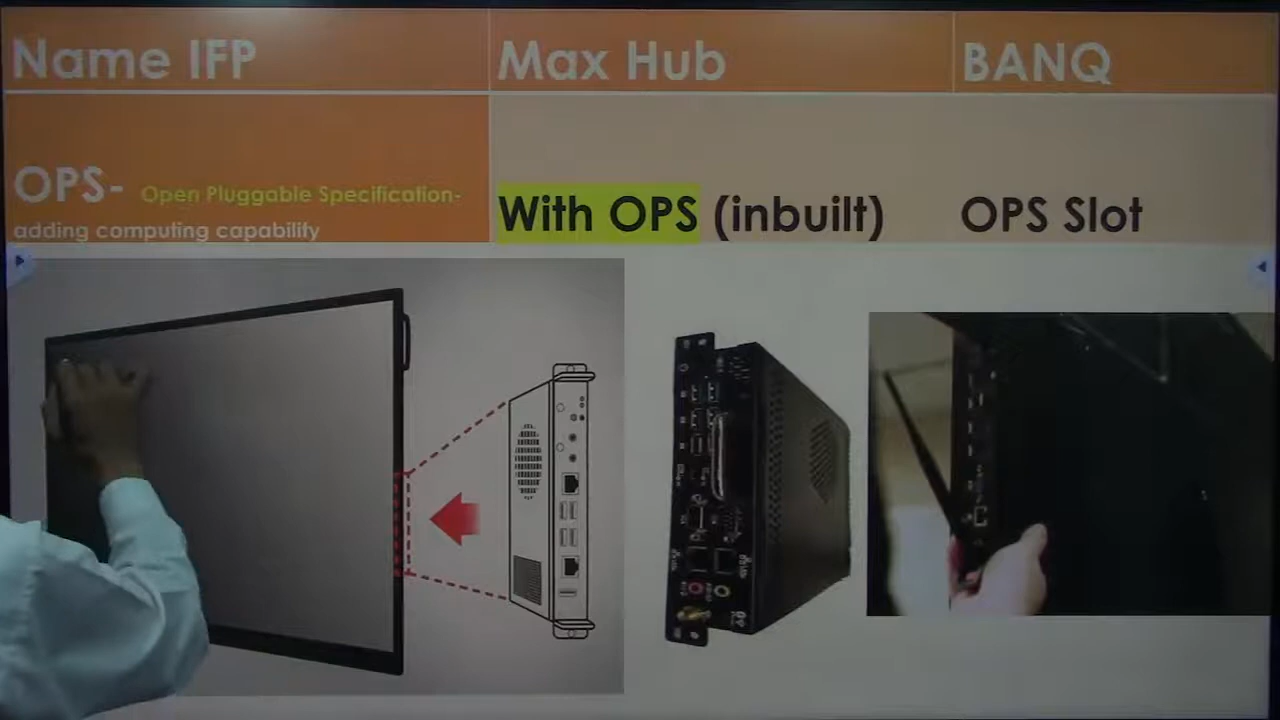 Name IFP
Max Hub
BANQ
OPS- Open Pluggable Specification-
adding computing capability
With OPS (inbuilt)
OPS Slot